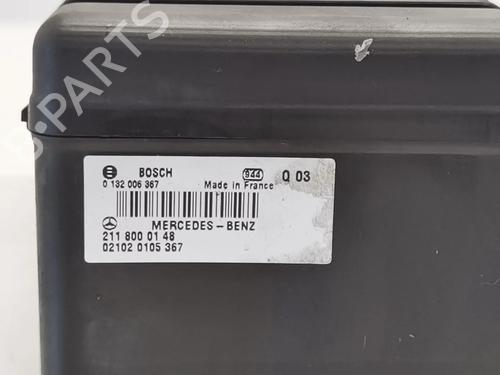 B-PARTS
BOSCH 944 Q 03
0 132 006 367 Made in France
MERCEDES-BENZ
211 800 01 48
02102 0105 367